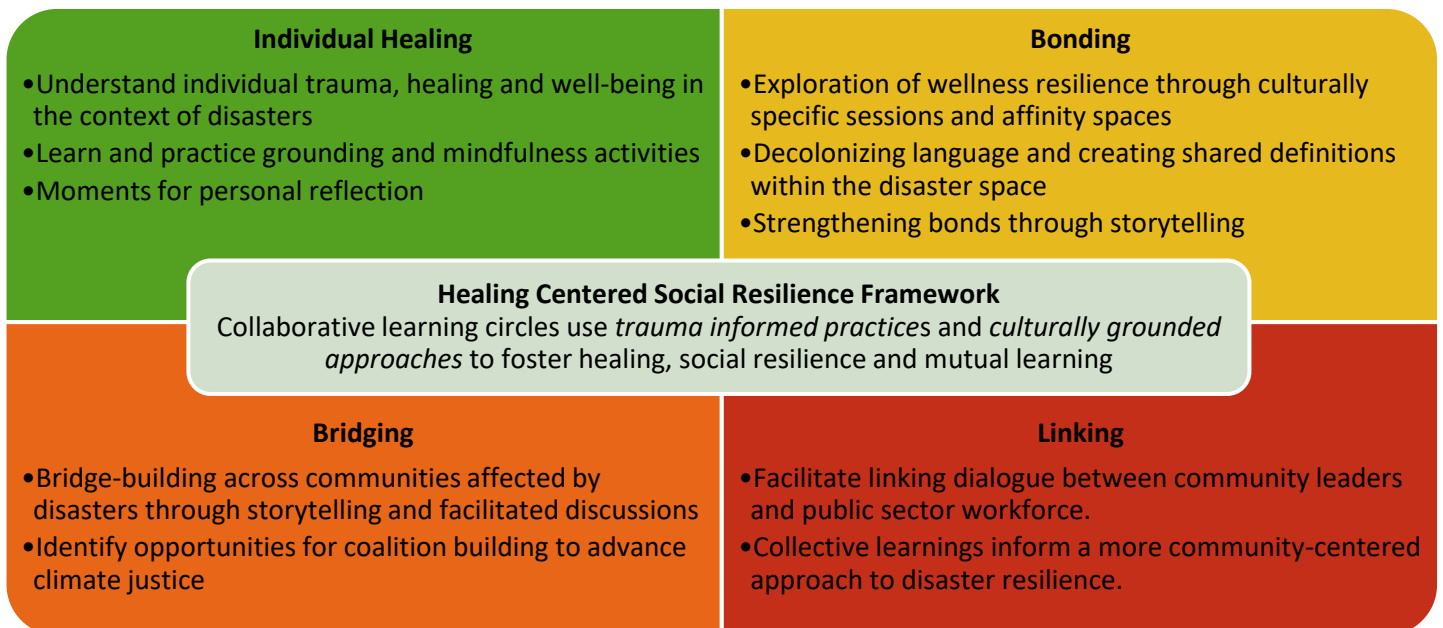 Individual Healing
•Understand individual trauma, healing and well-being in
the context of disasters
•Learn and practice grounding and mindfulness activities
•Moments for personal reflection
Bonding
•Exploration of wellness resilience through culturally
specific sessions and affinity spaces
•Decolonizing language and creating shared definitions
within the disaster space
•Strengthening bonds through storytelling
Healing Centered Social Resilience Framework
Collaborative learning circles use trauma informed practices and culturally grounded
approaches to foster healing, social resilience and mutual learning
Bridging
•Bridge-building across communities affected by
disasters through storytelling and facilitated discussions
•Identify opportunities for coalition building to advance
climate justice
Linking
•Facilitate linking dialogue between community leaders
and public sector workforce.
•Collective learnings inform a more community-centered
approach to disaster resilience.